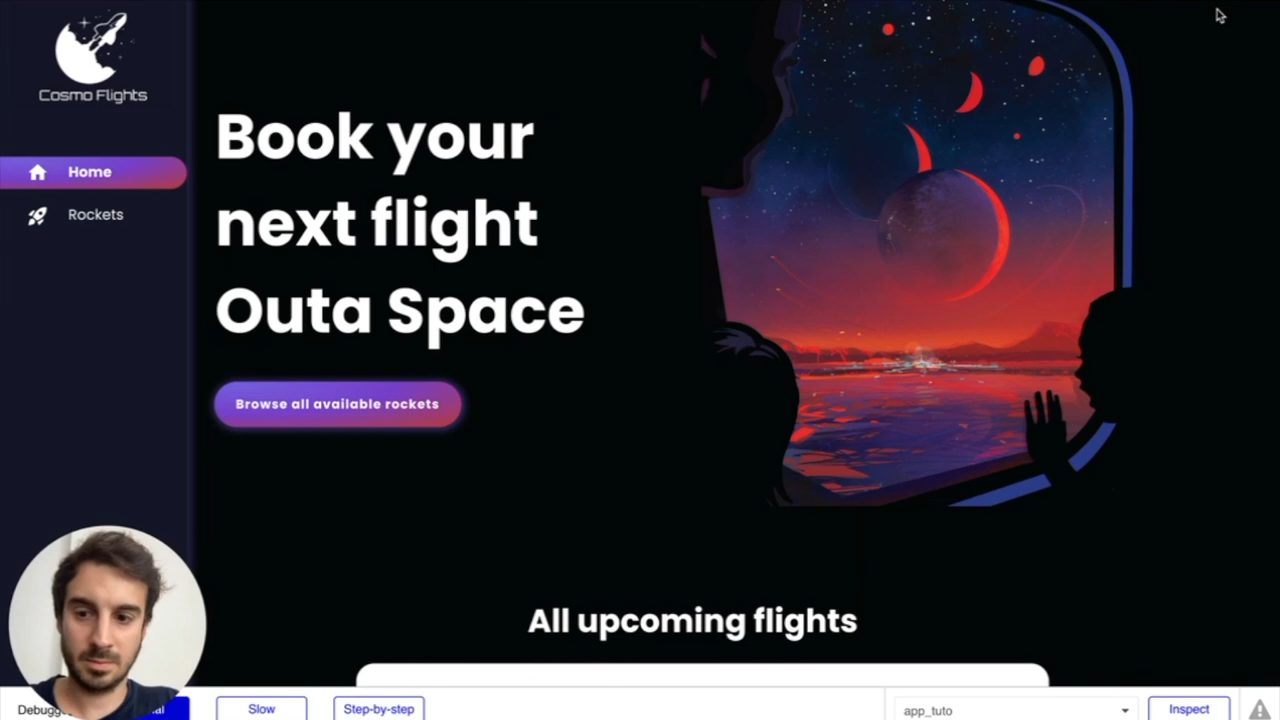 Cosmo Flights
Home
Rockets
Book your
next flight
Outa Space
Browse all available rockets
All upcoming flights
Slow
Step-by-step
app_tuto
Inspect